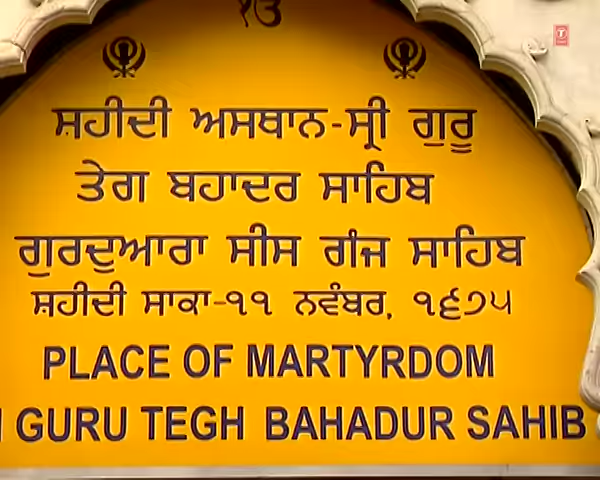 ੴ
ਸ਼ਹੀਦੀ ਅਸਥਾਨ-ਸ੍ਰੀ ਗੁਰੂ
ਤੇਗ ਬਹਾਦਰ ਸਾਹਿਬ
ਗੁਰਦੁਆਰਾ ਸੀਸ ਗੰਜ ਸਾਹਿਬ
ਸ਼ਹੀਦੀ ਸਾਕਾ-੧੧ ਨਵੰਬਰ, ੧੬੭੫
PLACE OF MARTYRDOM
GURU TEGH BAHADUR SAHIB